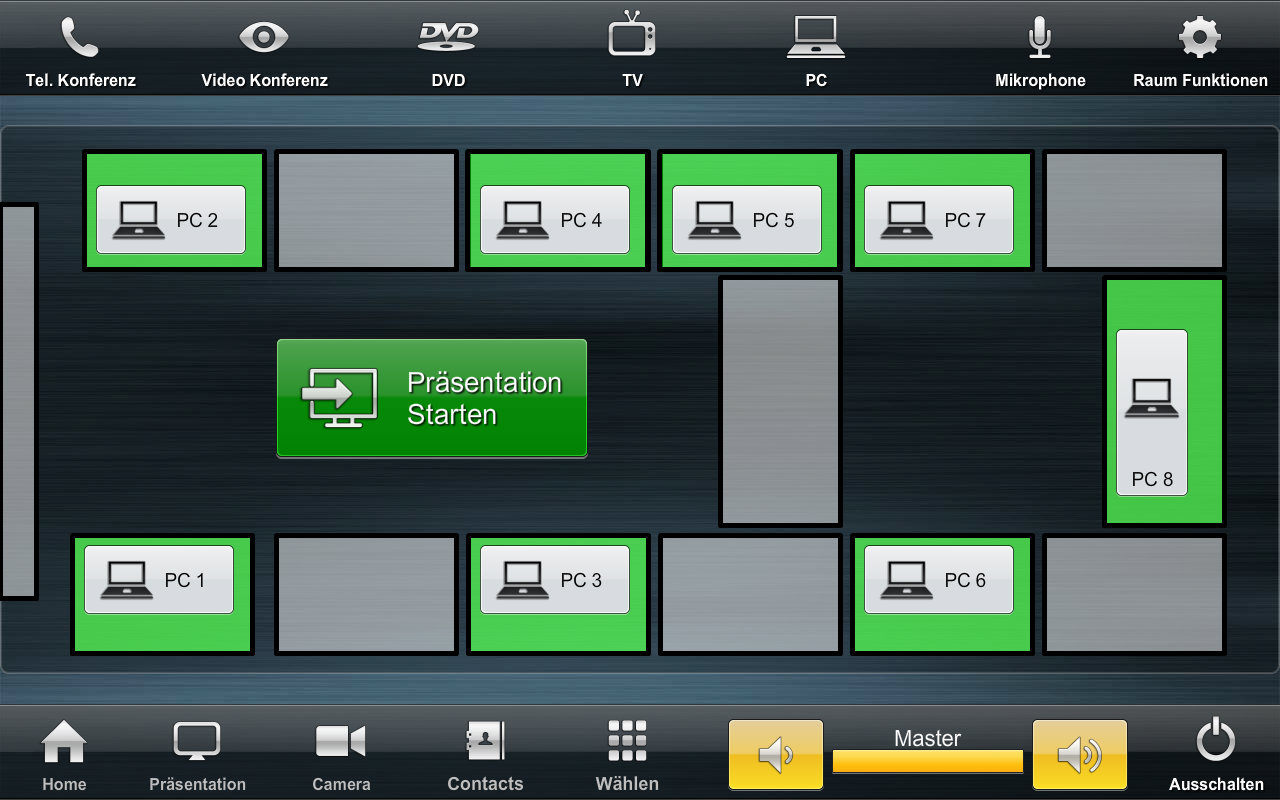 DVD
Tel. Konferenz
Video Konferenz
DVD
TV
PC
Mikrophone
Raum Funktionen
PC 2
PC 4
PC 5
PC 7
Präsentation
Starten
PC 8
PC 1
PC 3
PC 6
Master
Home
Präsentation
Camera
Contacts
Wählen
Ausschalten